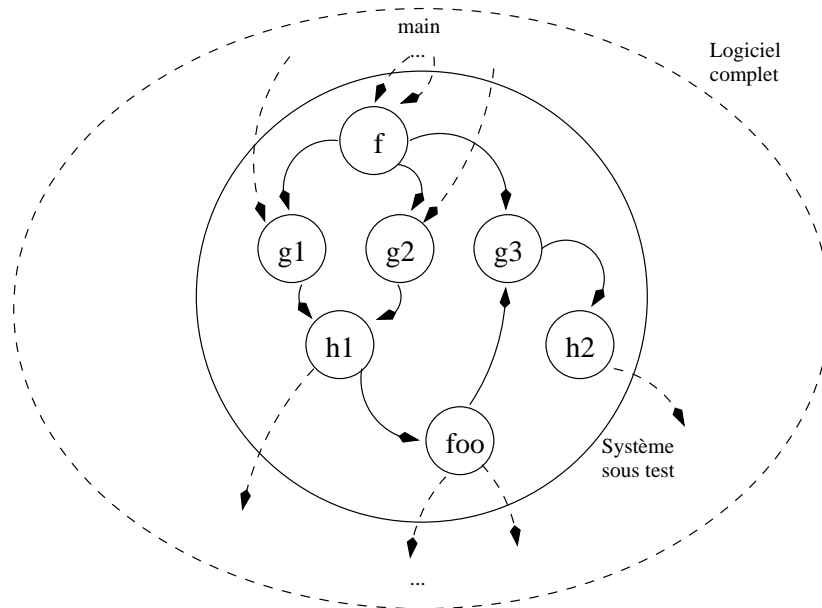 main
...
Logiciel
complet
f
g1
g2
g3
h1
h2
foo
Système
sous test
...